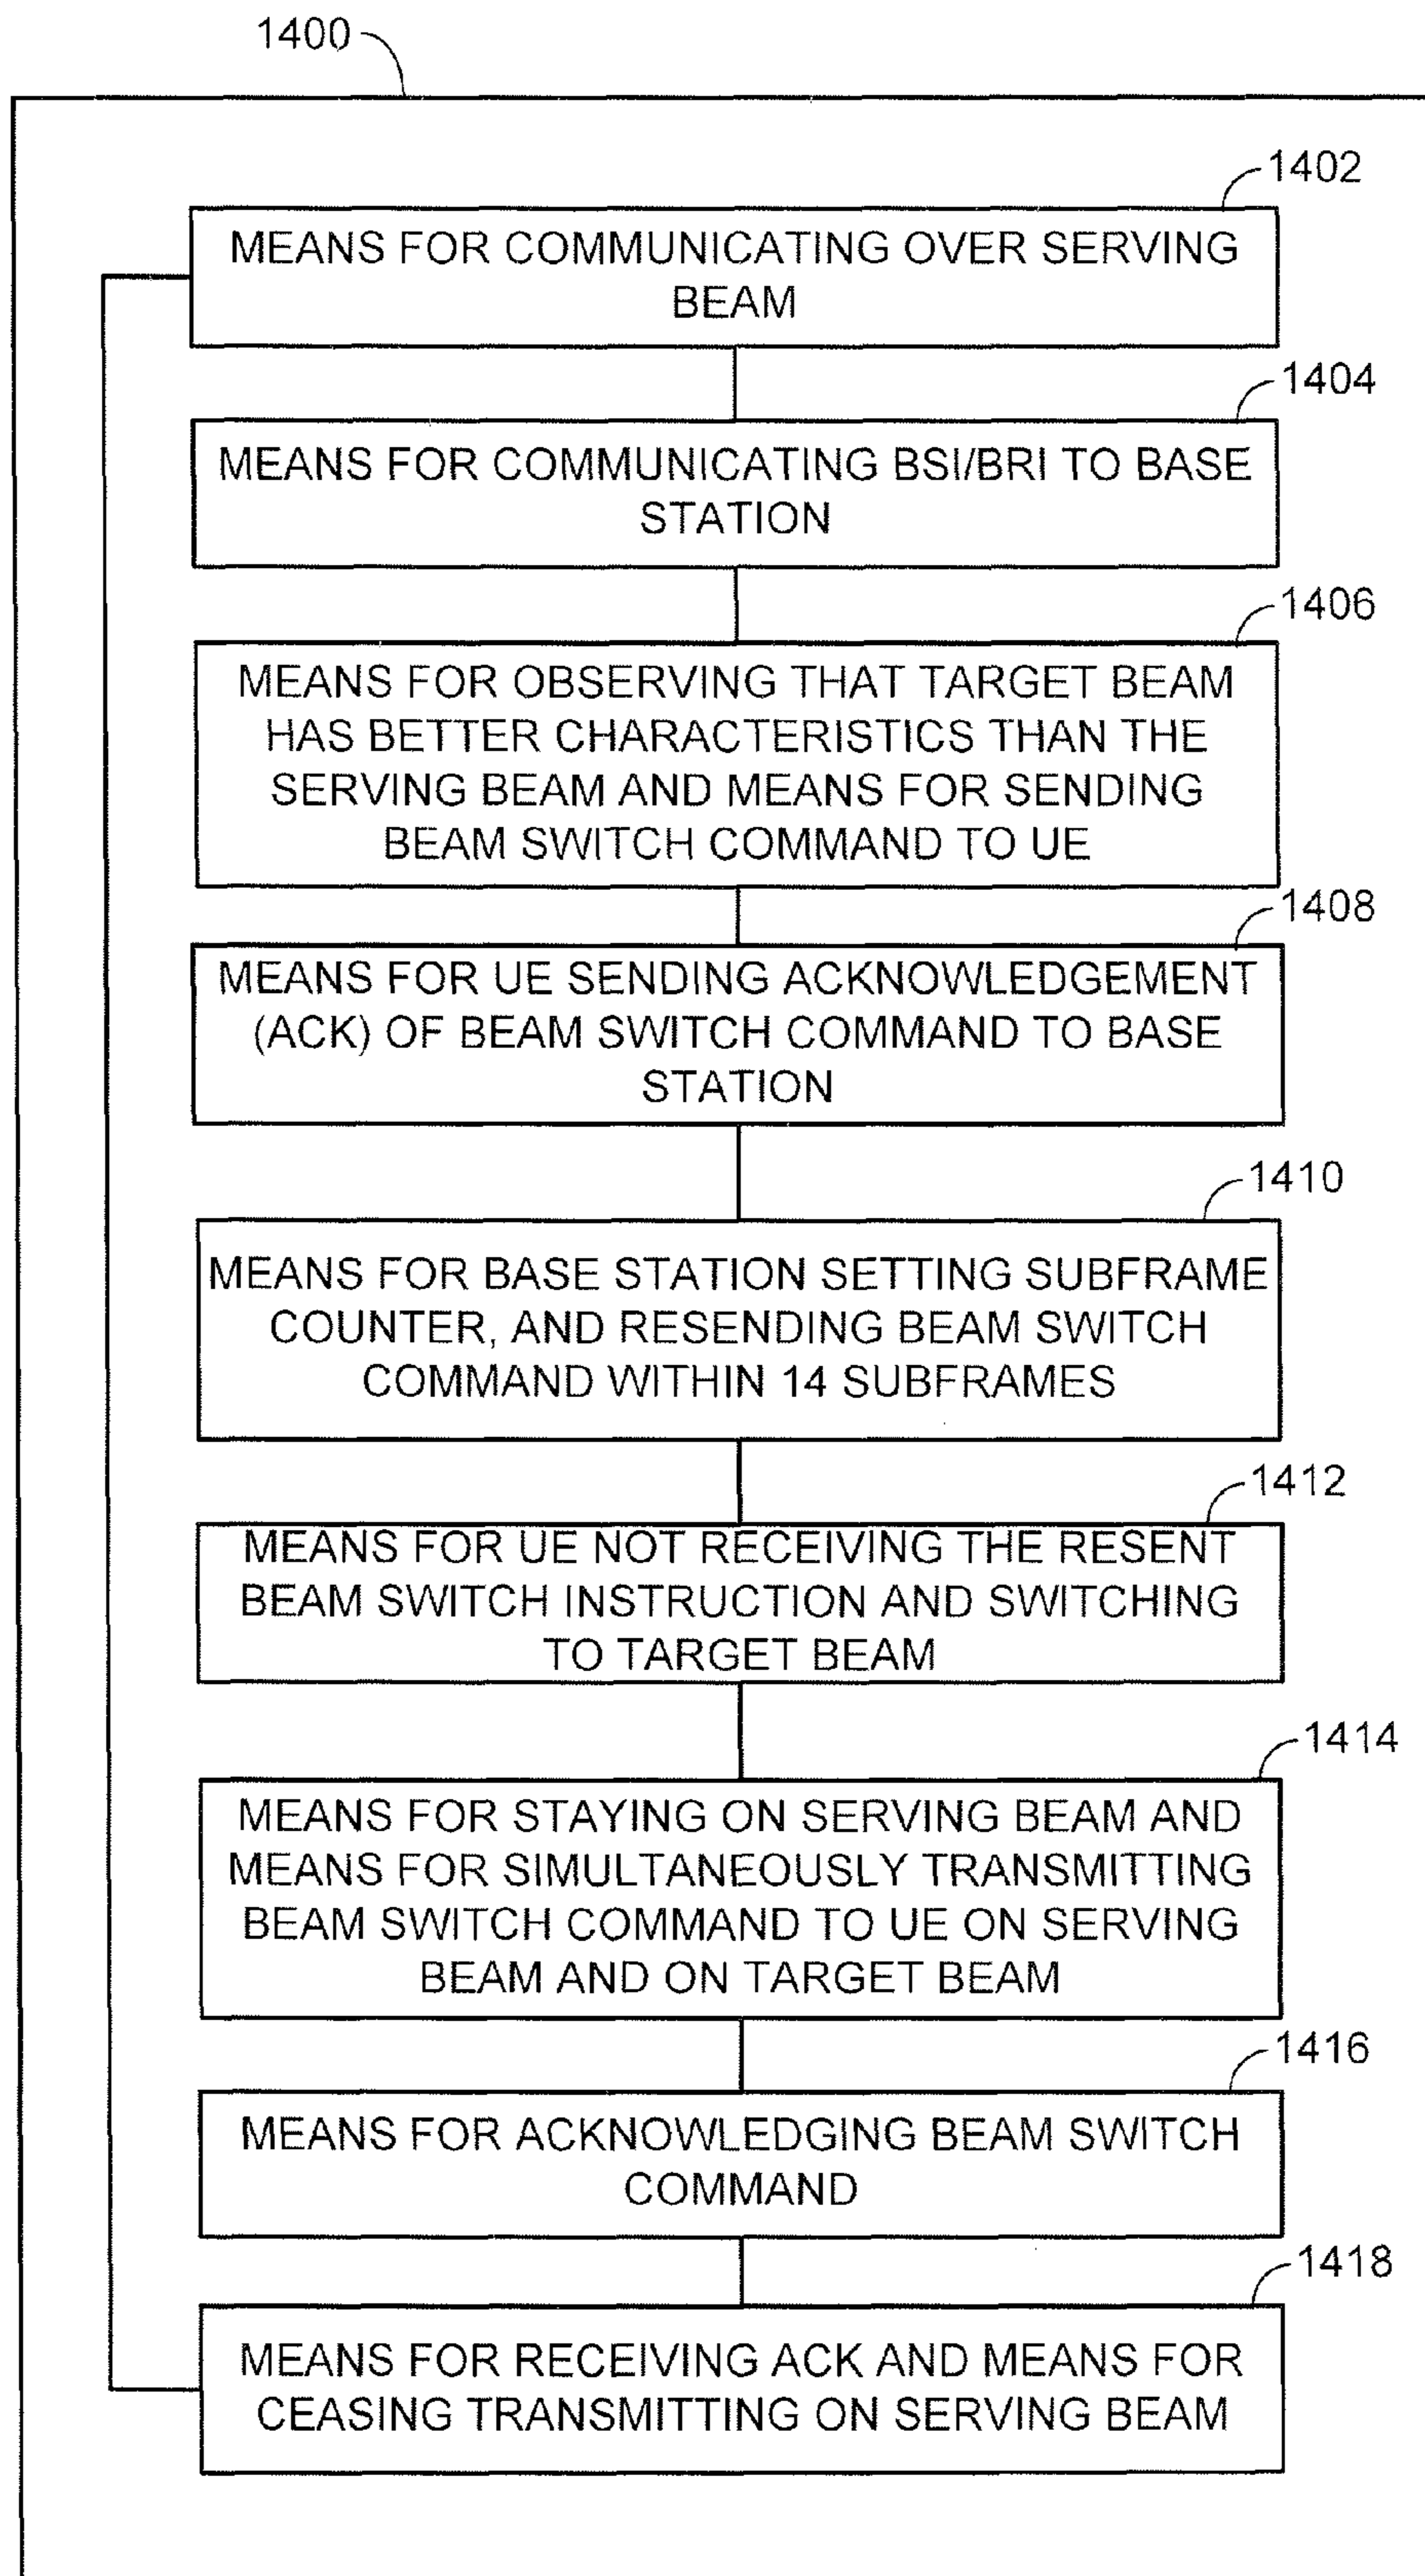 1400
1402
MEANS FOR COMMUNICATING OVER SERVING
BEAM
1404
MEANS FOR COMMUNICATING BSI/BRI TO BASE
STATION
1406
MEANS FOR OBSERVING THAT TARGET BEAM
HAS BETTER CHARACTERISTICS THAN THE
SERVING BEAM AND MEANS FOR SENDING
BEAM SWITCH COMMAND TO UE
1408
MEANS FOR UE SENDING ACKNOWLEDGEMENT
(ACK) OF BEAM SWITCH COMMAND TO BASE
STATION
1410
MEANS FOR BASE STATION SETTING SUBFRAME
COUNTER, AND RESENDING BEAM SWITCH
COMMAND WITHIN 14 SUBFRAMES
1412
MEANS FOR UE NOT RECEIVING THE RESENT
BEAM SWITCH INSTRUCTION AND SWITCHING
TO TARGET BEAM
1414
MEANS FOR STAYING ON SERVING BEAM AND
MEANS FOR SIMULTANEOUSLY TRANSMITTING
BEAM SWITCH COMMAND TO UE ON SERVING
BEAM AND ON TARGET BEAM
1416
MEANS FOR ACKNOWLEDGING BEAM SWITCH
COMMAND
1418
MEANS FOR RECEIVING ACK AND MEANS FOR
CEASING TRANSMITTING ON SERVING BEAM